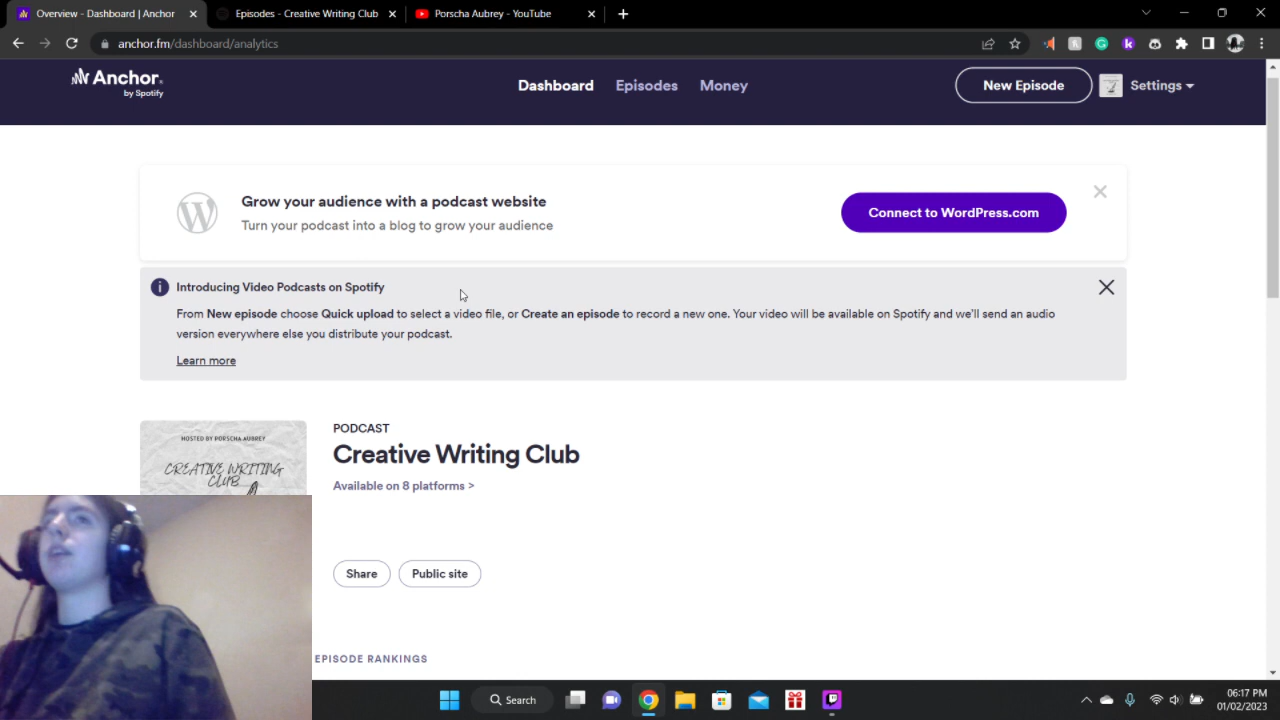 Overview - Dashboard | Anchor
Episodes - Creative Writing Club
Porscha Aubrey - YouTube
anchor.fm/dashboard/analytics
Anchor
by Spotify
Dashboard
Episodes
Money
New Episode
Settings
Grow your audience with a podcast website
Turn your podcast into a blog to grow your audience
Connect to WordPress.com
Introducing Video Podcasts on Spotify
From New episode choose Quick upload to select a video file, or Create an episode to record a new one. Your video will be available on Spotify and we'll send an audio
version everywhere else you distribute your podcast.
Learn more
HOSTED BY PORSCHA AUBREY
CREATIVE WRITING
CLUB
PODCAST
Creative Writing Club
Available on 8 platforms >
Share
Public site
EPISODE RANKINGS
Search
06:17 PM
01/02/2023